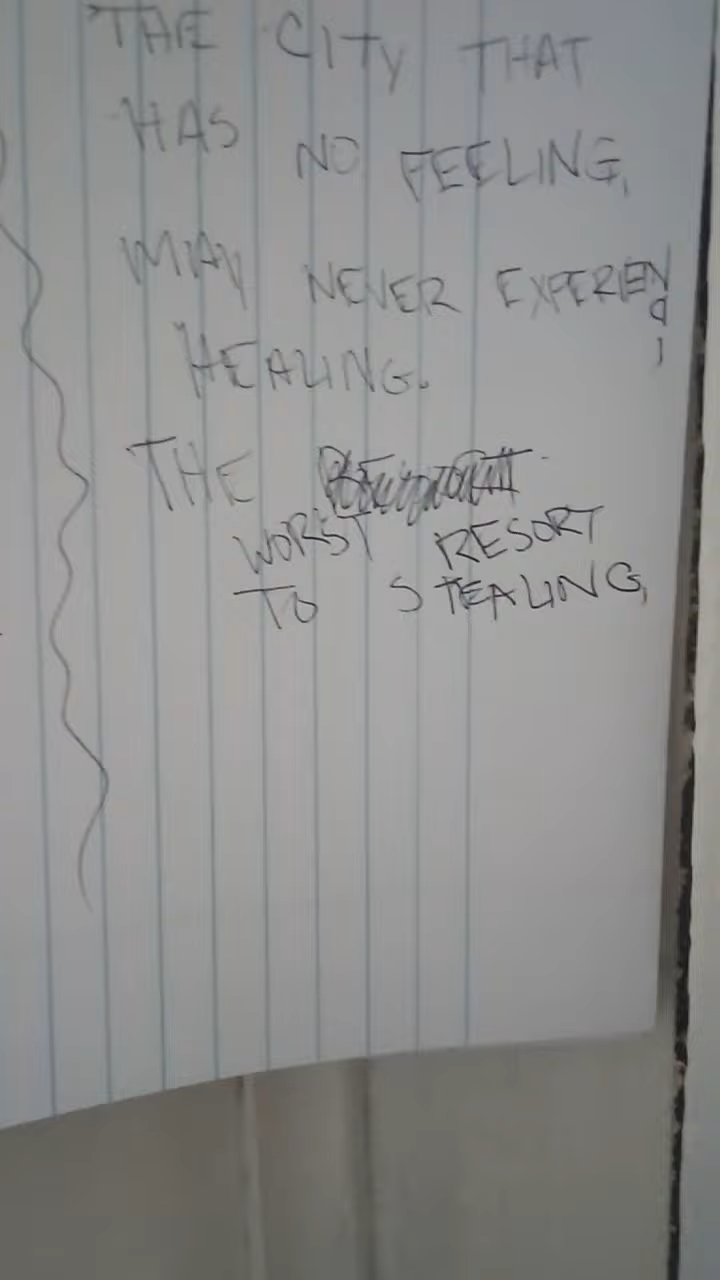 THE CITY THAT
HAS NO FEELING,
MAY NEVER EXPERIENCE
HEALING.
THE
WORST RESORT
TO STEALING,